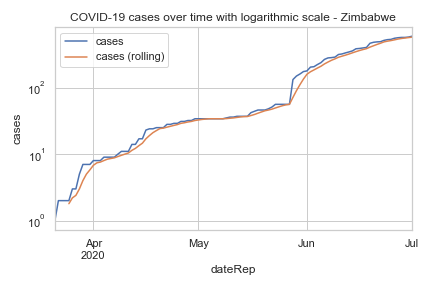 COVID-19 cases over time with logarithmic scale - Zimbabwe
cases
cases (rolling)
10²
10¹
10⁰
cases
Apr
2020
May
Jun
Jul
dateRep